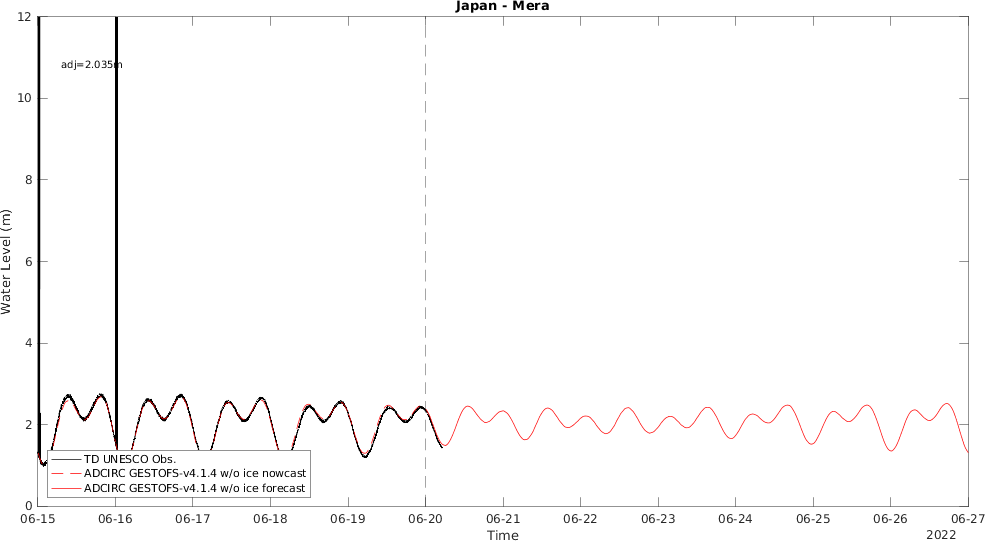 Japan - Mera
12
adj=2.035m
10
8
6
4
2
0
Water Level (m)
TD UNESCO Obs.
ADCIRC GESTOFS-v4.1.4 w/o ice nowcast
ADCIRC GESTOFS-v4.1.4 w/o ice forecast
06-15 06-16 06-17 06-18 06-19 06-20 06-21 06-22 06-23 06-24 06-25 06-26 06-27
Time
2022